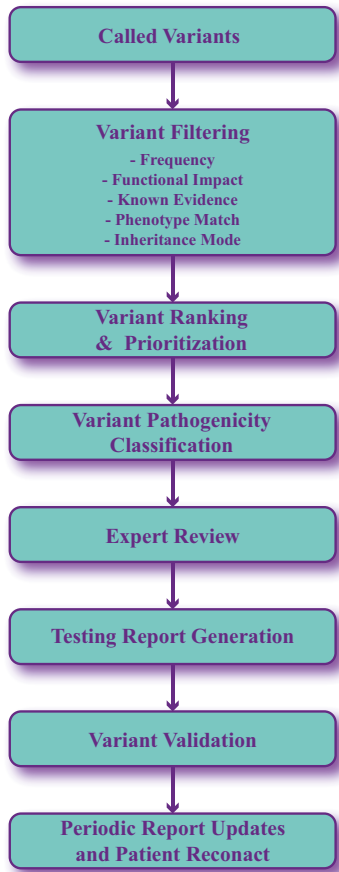 Called Variants
Variant Filtering
- Frequency
- Functional Impact
- Known Evidence
- Phenotype Match
- Inheritance Mode
Variant Ranking
& Prioritization
Variant Pathogenicity
Classification
Expert Review
Testing Report Generation
Variant Validation
Periodic Report Updates
and Patient Reconact